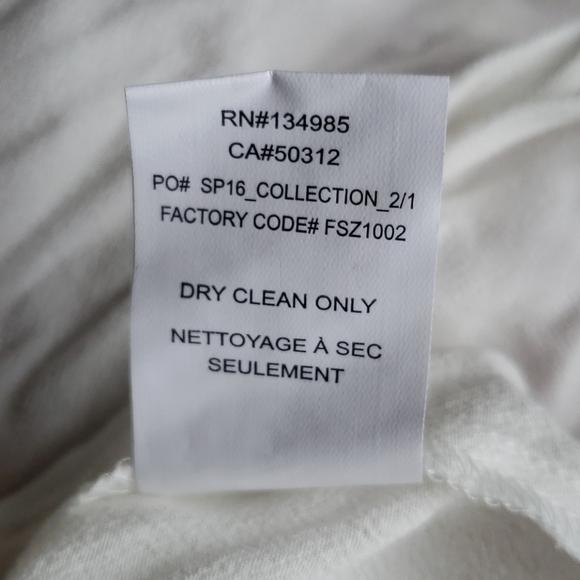 RN#134985
CA#50312
PO# SP16_COLLECTION_2/1
FACTORY CODE# FSZ1002
DRY CLEAN ONLY
NETTOYAGE À SEC
SEULEMENT